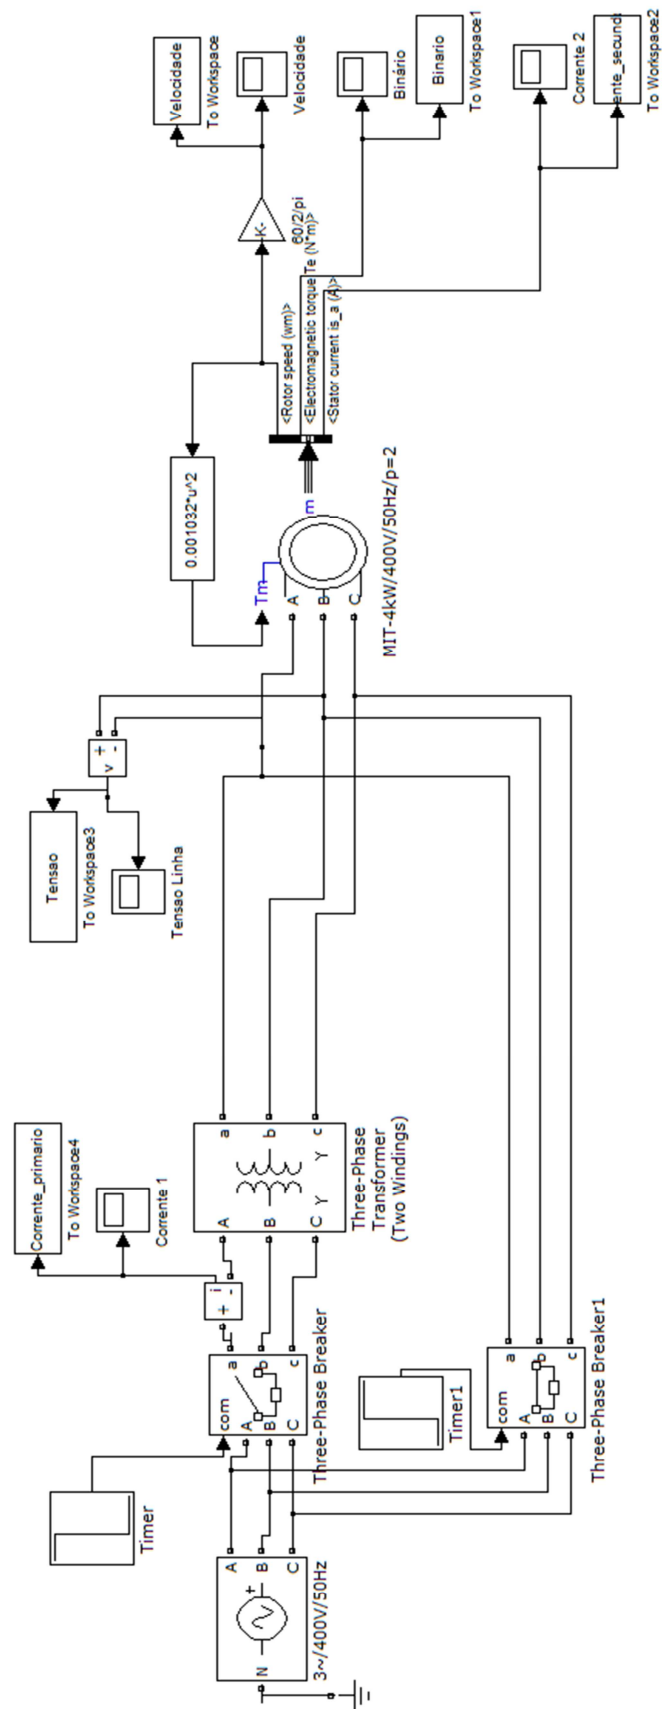 3~/400V/50Hz
N
A
B
C
Timer
com
A
B
C
a
b
c
Three-Phase Breaker
Timer1
com
A
B
C
a
b
c
Three-Phase Breaker1
+
-
i
Corrente_primario
To Workspace4
Corrente 1
A
B
C
a
b
c
Y
Y
Three-Phase
Transformer
(Two Windings)
Tensao
To Workspace3
Tensao Linha
v
+
-
0.001032*u^2
Tm
A
B
C
m
MIT-4kW/400V/50Hz/p=2
<Rotor speed (wm)>
<Electromagnetic torque Te (N*m)>
<Stator current is_a (A)>
-K-
60/2/pi
Velocidade
To Workspace
Velocidade
Binário
Binario
To Workspace1
Corrente 2
ente_secund
To Workspace2